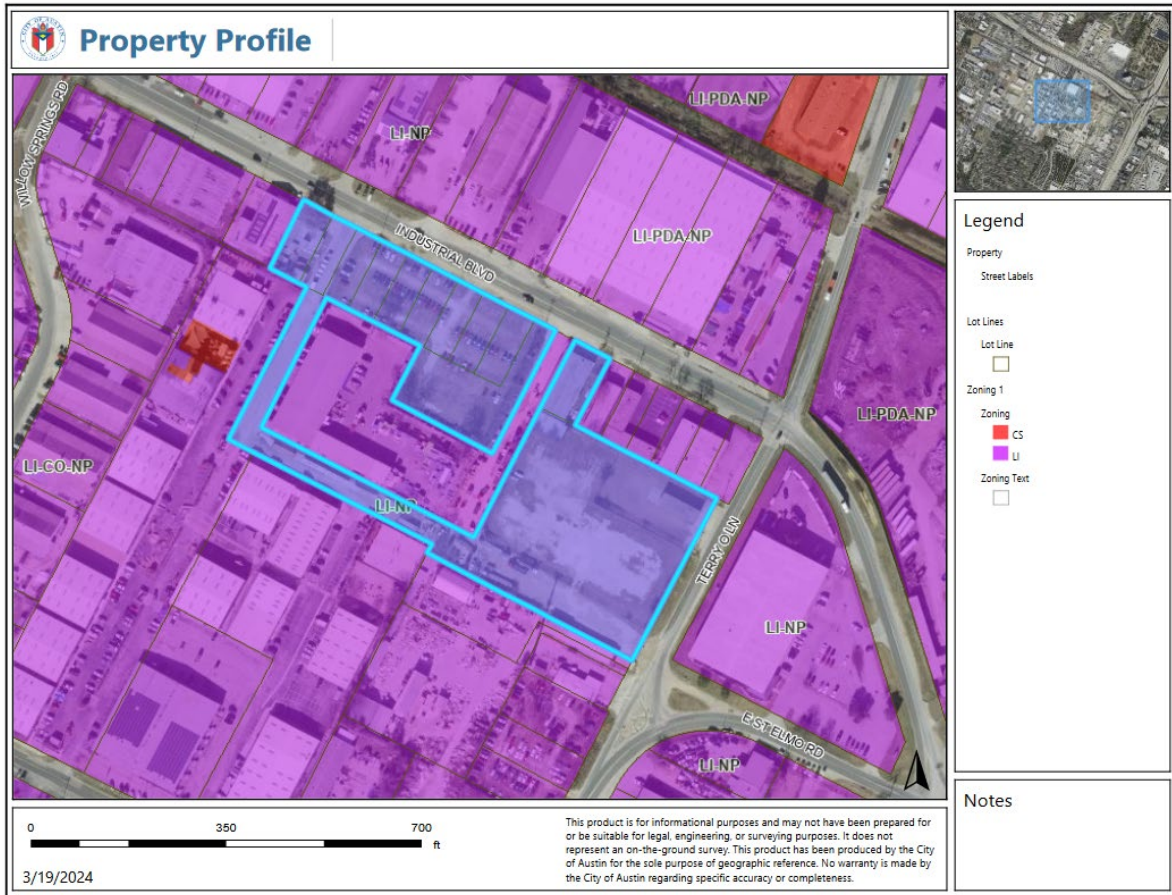 Property Profile
LI-PDA-NP
LI-NP
WILLOW SPRINGS RD
INDUSTRIAL BLVD
LI-PDA-NP
LI-PDA-NP
LI-CO-NP
LI-NP
TERRY O LN
LI-NP
E ST ELMO RD
LI-NP
Legend
Property
Street Labels
Lot Lines
Lot Line
Zoning 1
Zoning
CS
LI
Zoning Text
Notes
0 350 700
ft
3/19/2024
This product is for informational purposes and may not have been prepared for
or be suitable for legal, engineering, or surveying purposes. It does not
represent an on-the-ground survey. This product has been produced by the City
of Austin for the sole purpose of geographic reference. No warranty is made by
the City of Austin regarding specific accuracy or completeness.